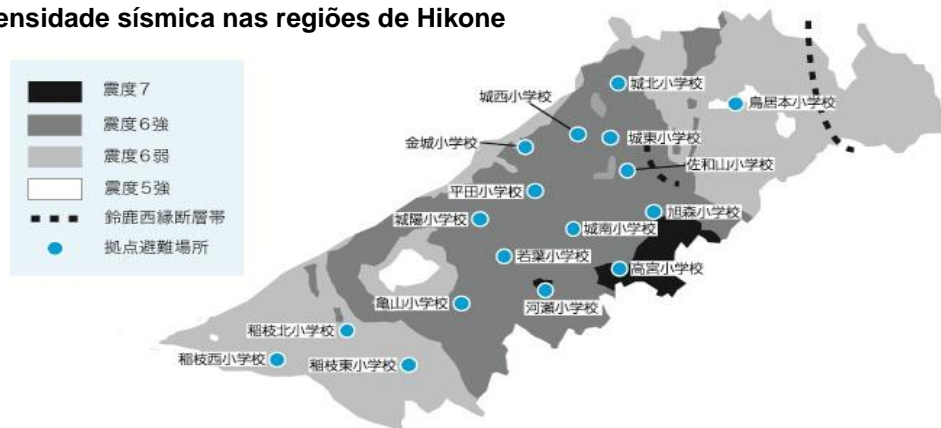 ensidade sísmica nas regiões de Hikone
震度7
震度6強
震度6弱
震度5強
鈴鹿西縁断層帯
拠点避難場所
城北小学校
城西小学校
鳥居本小学校
金城小学校
城東小学校
佐和山小学校
平田小学校
城陽小学校
旭森小学校
城南小学校
若葉小学校
高宮小学校
亀山小学校
河瀬小学校
稲枝北小学校
稲枝西小学校
稲枝東小学校